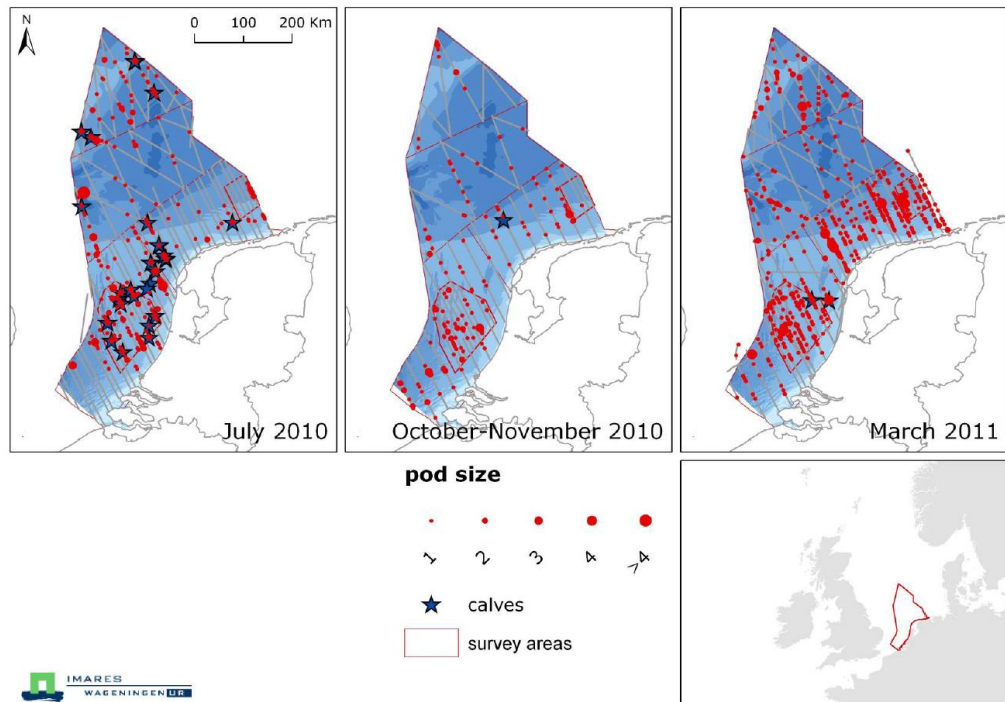 N
0 100 200 Km
July 2010
October-November 2010
March 2011
pod size
1 2 3 4 >4
calves
survey areas
IMARES
WAGENINGEN UR